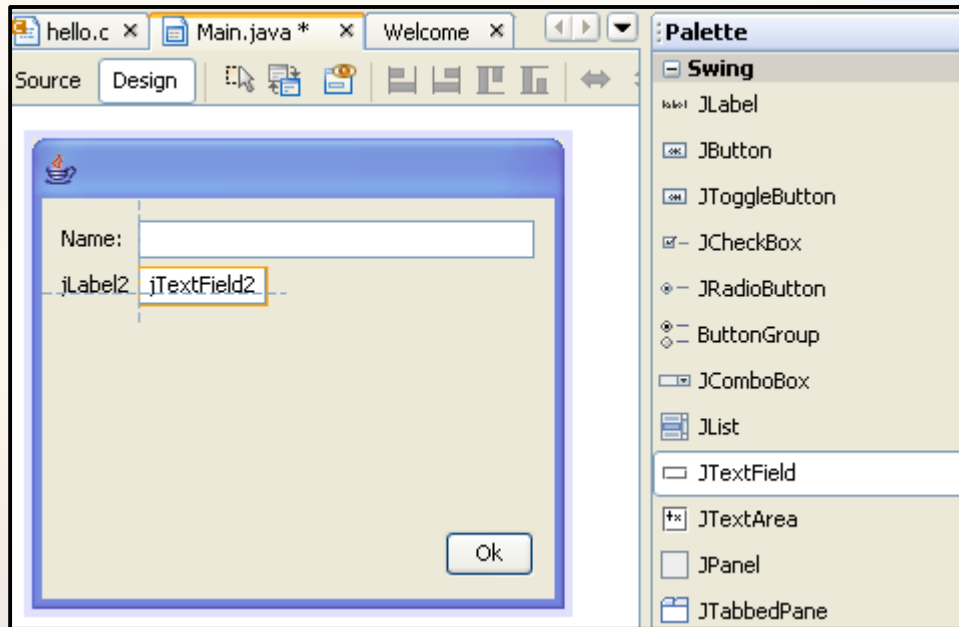 hello.c Main.java * Welcome
Source Design
Name:
jLabel2 jTextField2
Ok
Palette
Swing
JLabel
JButton
JToggleButton
JCheckBox
JRadioButton
ButtonGroup
JComboBox
JList
JTextField
JTextArea
JPanel
JTabbedPane